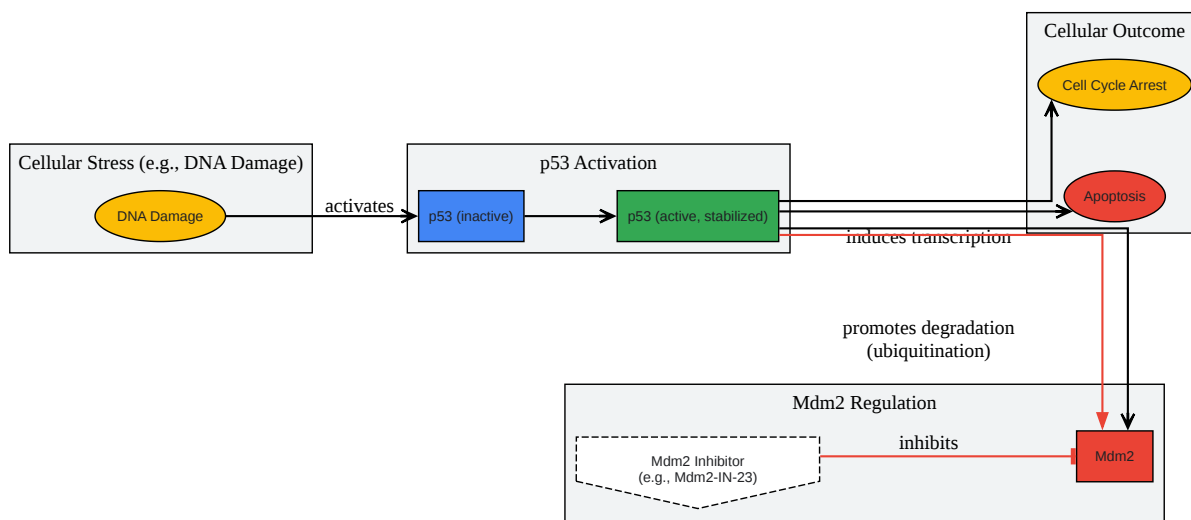 Cellular Outcome
Cell Cycle Arrest
Cellular Stress (e.g., DNA Damage)
p53 Activation
DNA Damage
activates
p53 (inactive)
p53 (active, stabilized)
Apoptosis
induces transcription
promotes degradation
(ubiquitination)
Mdm2 Regulation
Mdm2 Inhibitor
(e.g., Mdm2-IN-23)
inhibits
Mdm2